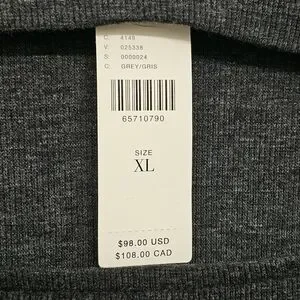 C: 4149
V: 025338
S: 0000024
C: GREY/GRIS
65710790
SIZE
XL
$98.00 USD
$108.00 CAD